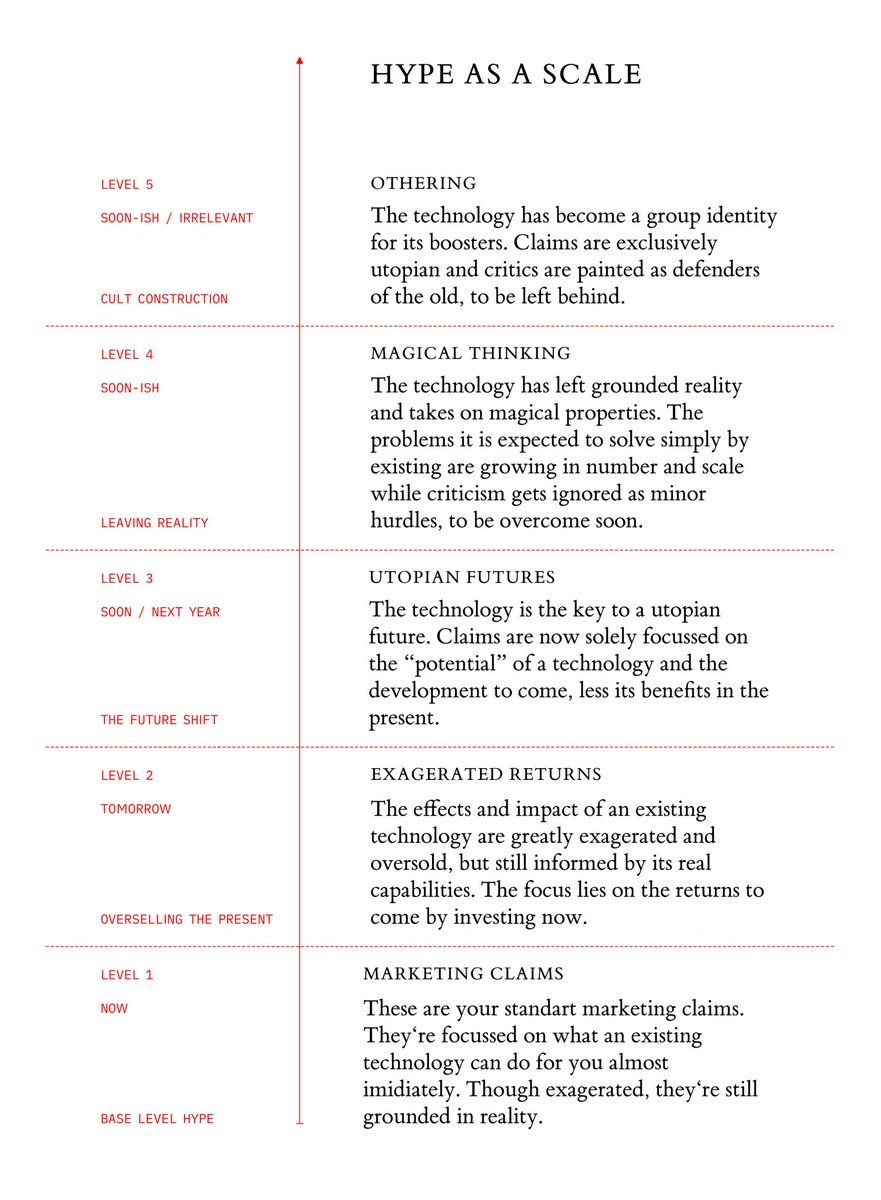 HYPE AS A SCALE
LEVEL 5
SOON-ISH / IRRELEVANT
CULT CONSTRUCTION
OTHERING
The technology has become a group identity
for its boosters. Claims are exclusively
utopian and critics are painted as defenders
of the old, to be left behind.
LEVEL 4
SOON-ISH
LEAVING REALITY
MAGICAL THINKING
The technology has left grounded reality
and takes on magical properties. The
problems it is expected to solve simply by
existing are growing in number and scale
while criticism gets ignored as minor
hurdles, to be overcome soon.
LEVEL 3
SOON / NEXT YEAR
THE FUTURE SHIFT
UTOPIAN FUTURES
The technology is the key to a utopian
future. Claims are now solely focussed on
the “potential” of a technology and the
development to come, less its benefits in the
present.
LEVEL 2
TOMORROW
OVERSELLING THE PRESENT
EXAGERATED RETURNS
The effects and impact of an existing
technology are greatly exagerated and
oversold, but still informed by its real
capabilities. The focus lies on the returns to
come by investing now.
LEVEL 1
NOW
BASE LEVEL HYPE
MARKETING CLAIMS
These are your standart marketing claims.
They‘re focussed on what an existing
technology can do for you almost
imidiately. Though exagerated, they‘re still
grounded in reality.